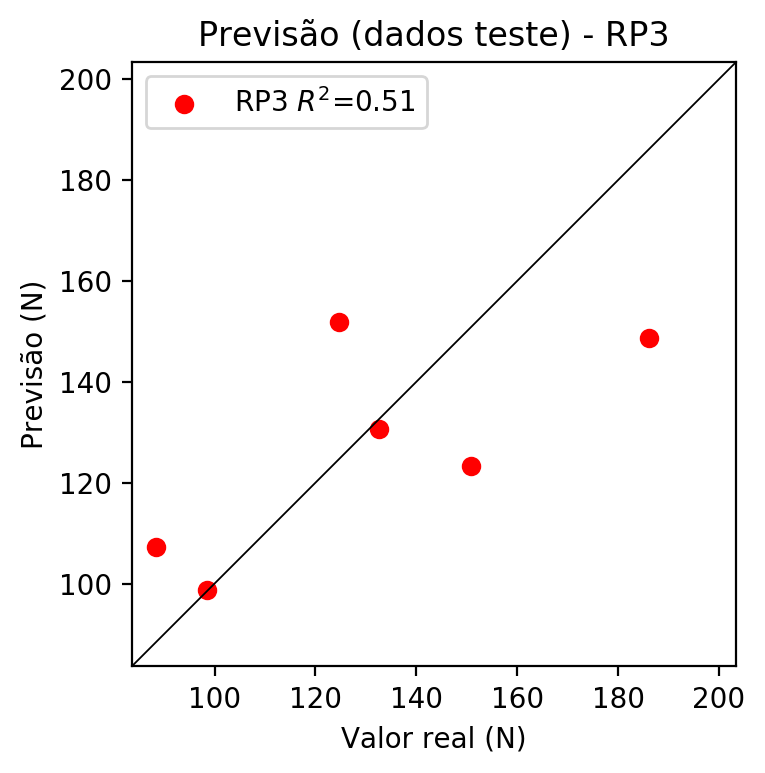 Previsão (dados teste) - RP3
RP3 R²=0.51
Previsão (N)
200
180
160
140
120
100
100 120 140 160 180 200
Valor real (N)